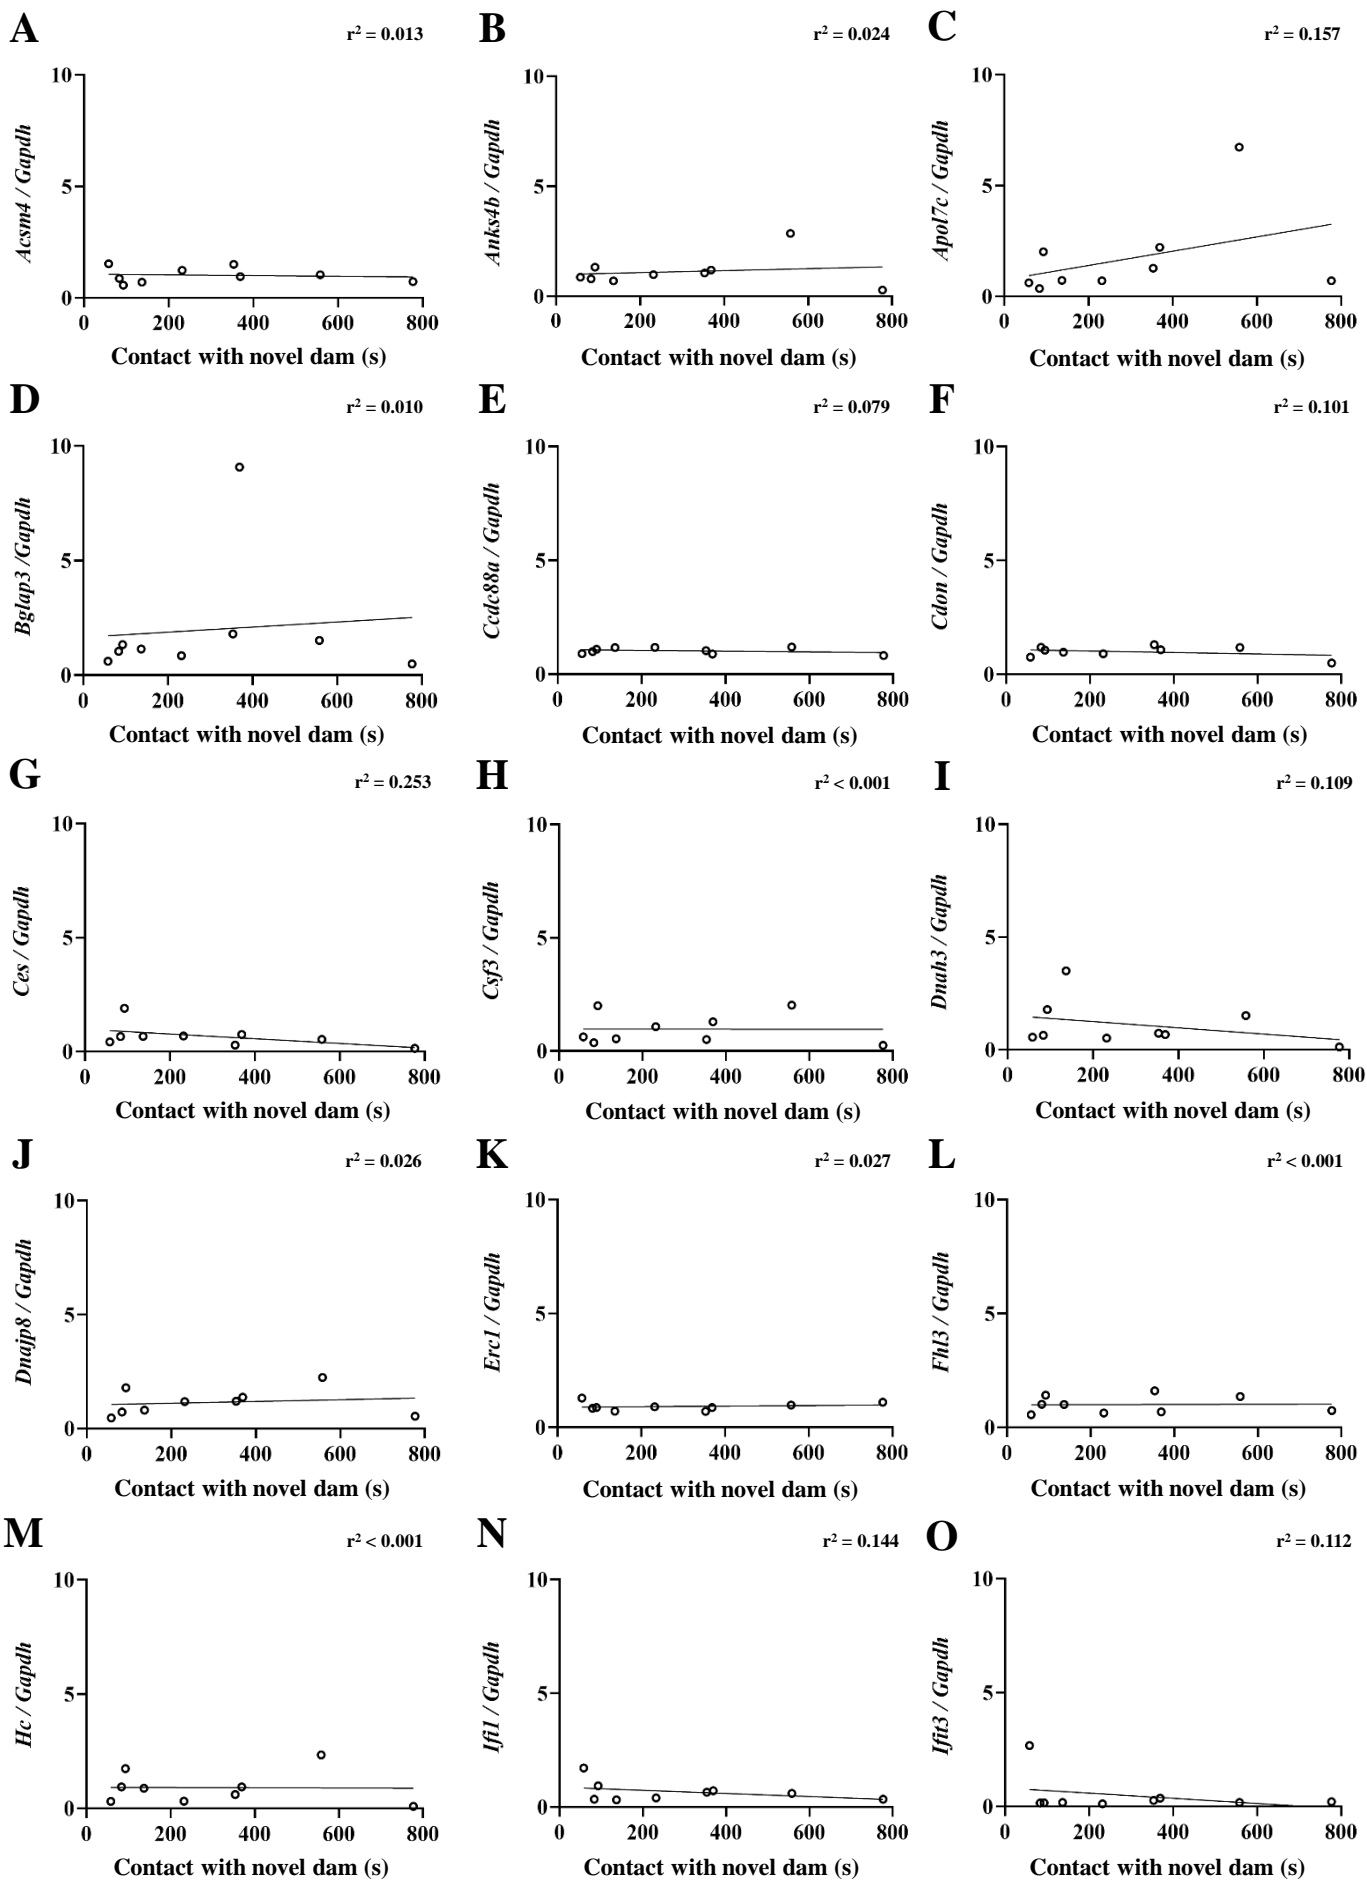 A
r² = 0.013
10
5
0
Acsm4 / Gapdh
0 200 400 600 800
Contact with novel dam (s)
B
r² = 0.024
10
5
0
Anks4b / Gapdh
0 200 400 600 800
Contact with novel dam (s)
C
r² = 0.157
10
5
0
Apol7c / Gapdh
0 200 400 600 800
Contact with novel dam (s)
D
r² = 0.010
10
5
0
Bglap3 /Gapdh
0 200 400 600 800
Contact with novel dam (s)
E
r² = 0.079
10
5
0
Ccdc88a / Gapdh
0 200 400 600 800
Contact with novel dam (s)
F
r² = 0.101
10
5
0
Cdon / Gapdh
0 200 400 600 800
Contact with novel dam (s)
G
r² = 0.253
10
5
0
Ces / Gapdh
0 200 400 600 800
Contact with novel dam (s)
H
r² < 0.001
10
5
0
Csf3 / Gapdh
0 200 400 600 800
Contact with novel dam (s)
I
r² = 0.109
10
5
0
Dnah3 / Gapdh
0 200 400 600 800
Contact with novel dam (s)
J
r² = 0.026
10
5
0
Dnajp8 / Gapdh
0 200 400 600 800
Contact with novel dam (s)
K
r² = 0.027
10
5
0
Erc1 / Gapdh
0 200 400 600 800
Contact with novel dam (s)
L
r² < 0.001
10
5
0
Fhl3 / Gapdh
0 200 400 600 800
Contact with novel dam (s)
M
r² < 0.001
10
5
0
Hc / Gapdh
0 200 400 600 800
Contact with novel dam (s)
N
r² = 0.144
10
5
0
Ifi1 / Gapdh
0 200 400 600 800
Contact with novel dam (s)
O
r² = 0.112
10
5
0
Ifit3 / Gapdh
0 200 400 600 800
Contact with novel dam (s)